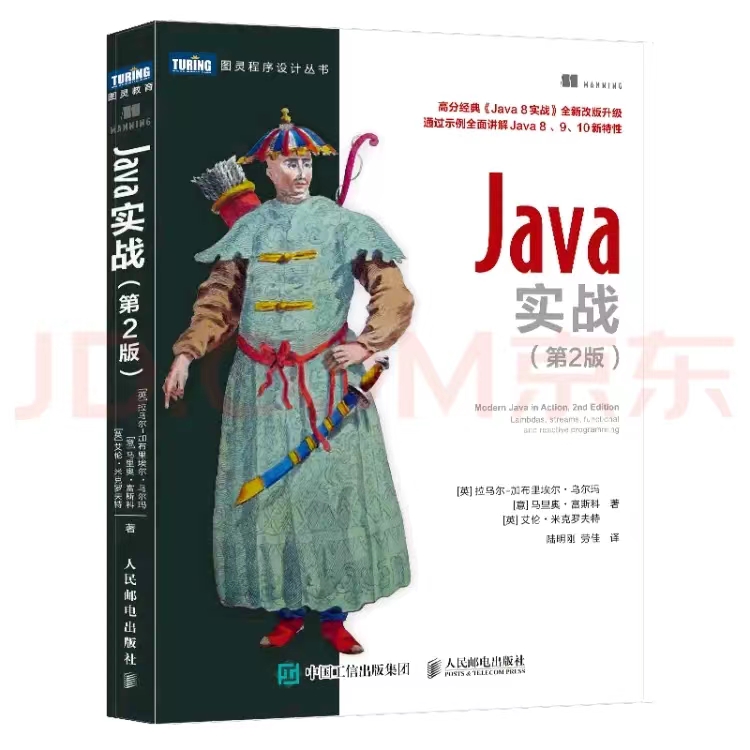 TURING
图灵教育
MANNING
Java实战(第2版)
[英]拉乌尔-加布里埃尔·乌尔玛
[意]马里奥·富斯科
[英]艾伦·米克罗夫特
著
人民邮电出版社
TURING 图灵程序设计丛书
MANNING
高分经典《Java 8实战》全新改版升级
通过示例全面讲解Java 8、9、10新特性
Java
实战
(第2版)
Modern Java in Action, 2nd Edition
Lambdas, streams, functional
and reactive programming
[英]拉乌尔-加布里埃尔·乌尔玛
[意]马里奥·富斯科 著
[英]艾伦·米克罗夫特
陆明刚 劳佳 译
中国工信出版集团
人民邮电出版社
POSTS & TELECOM PRESS
JD.COM京东